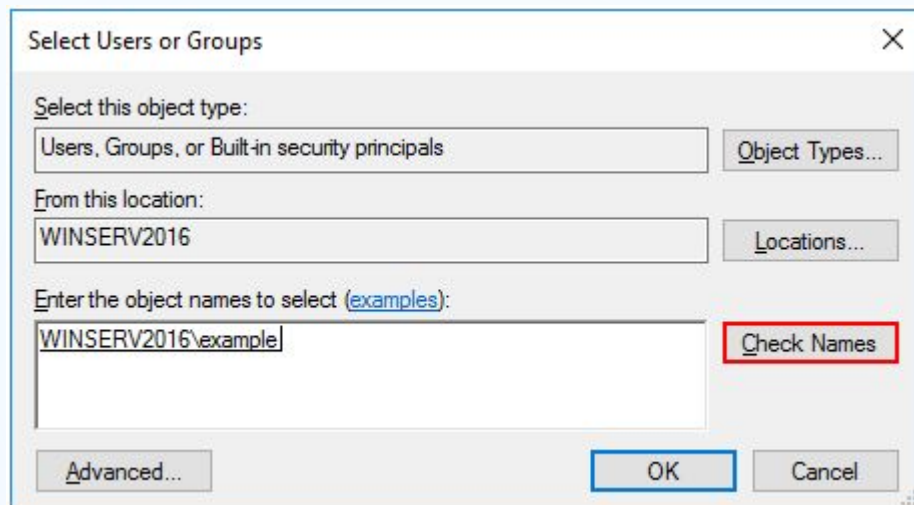 Select Users or Groups
Select this object type:
Users, Groups, or Built-in security principals
Object Types...
From this location:
WINSERV2016
Locations...
Enter the object names to select (examples):
WINSERV2016\example
Check Names
Advanced...
OK
Cancel